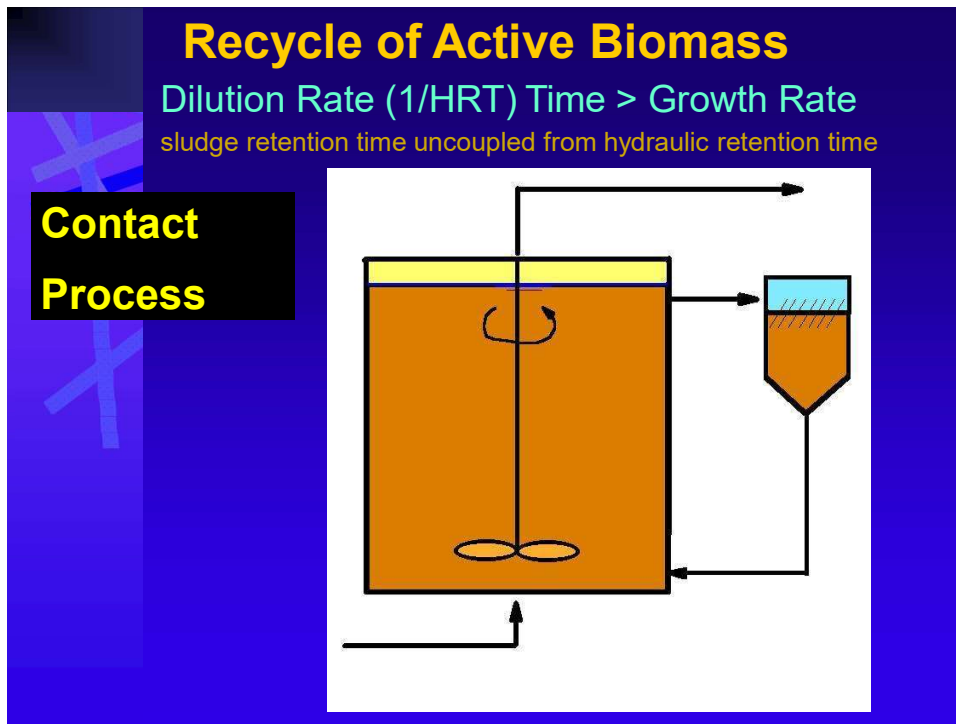 Recycle of Active Biomass
Dilution Rate (1/HRT) Time > Growth Rate
sludge retention time uncoupled from hydraulic retention time
Contact
Process